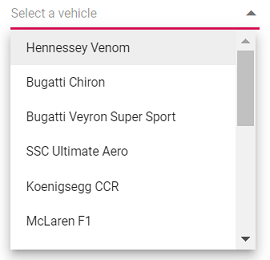 Select a vehicle
Hennessey Venom
Bugatti Chiron
Bugatti Veyron Super Sport
SSC Ultimate Aero
Koenigsegg CCR
McLaren F1